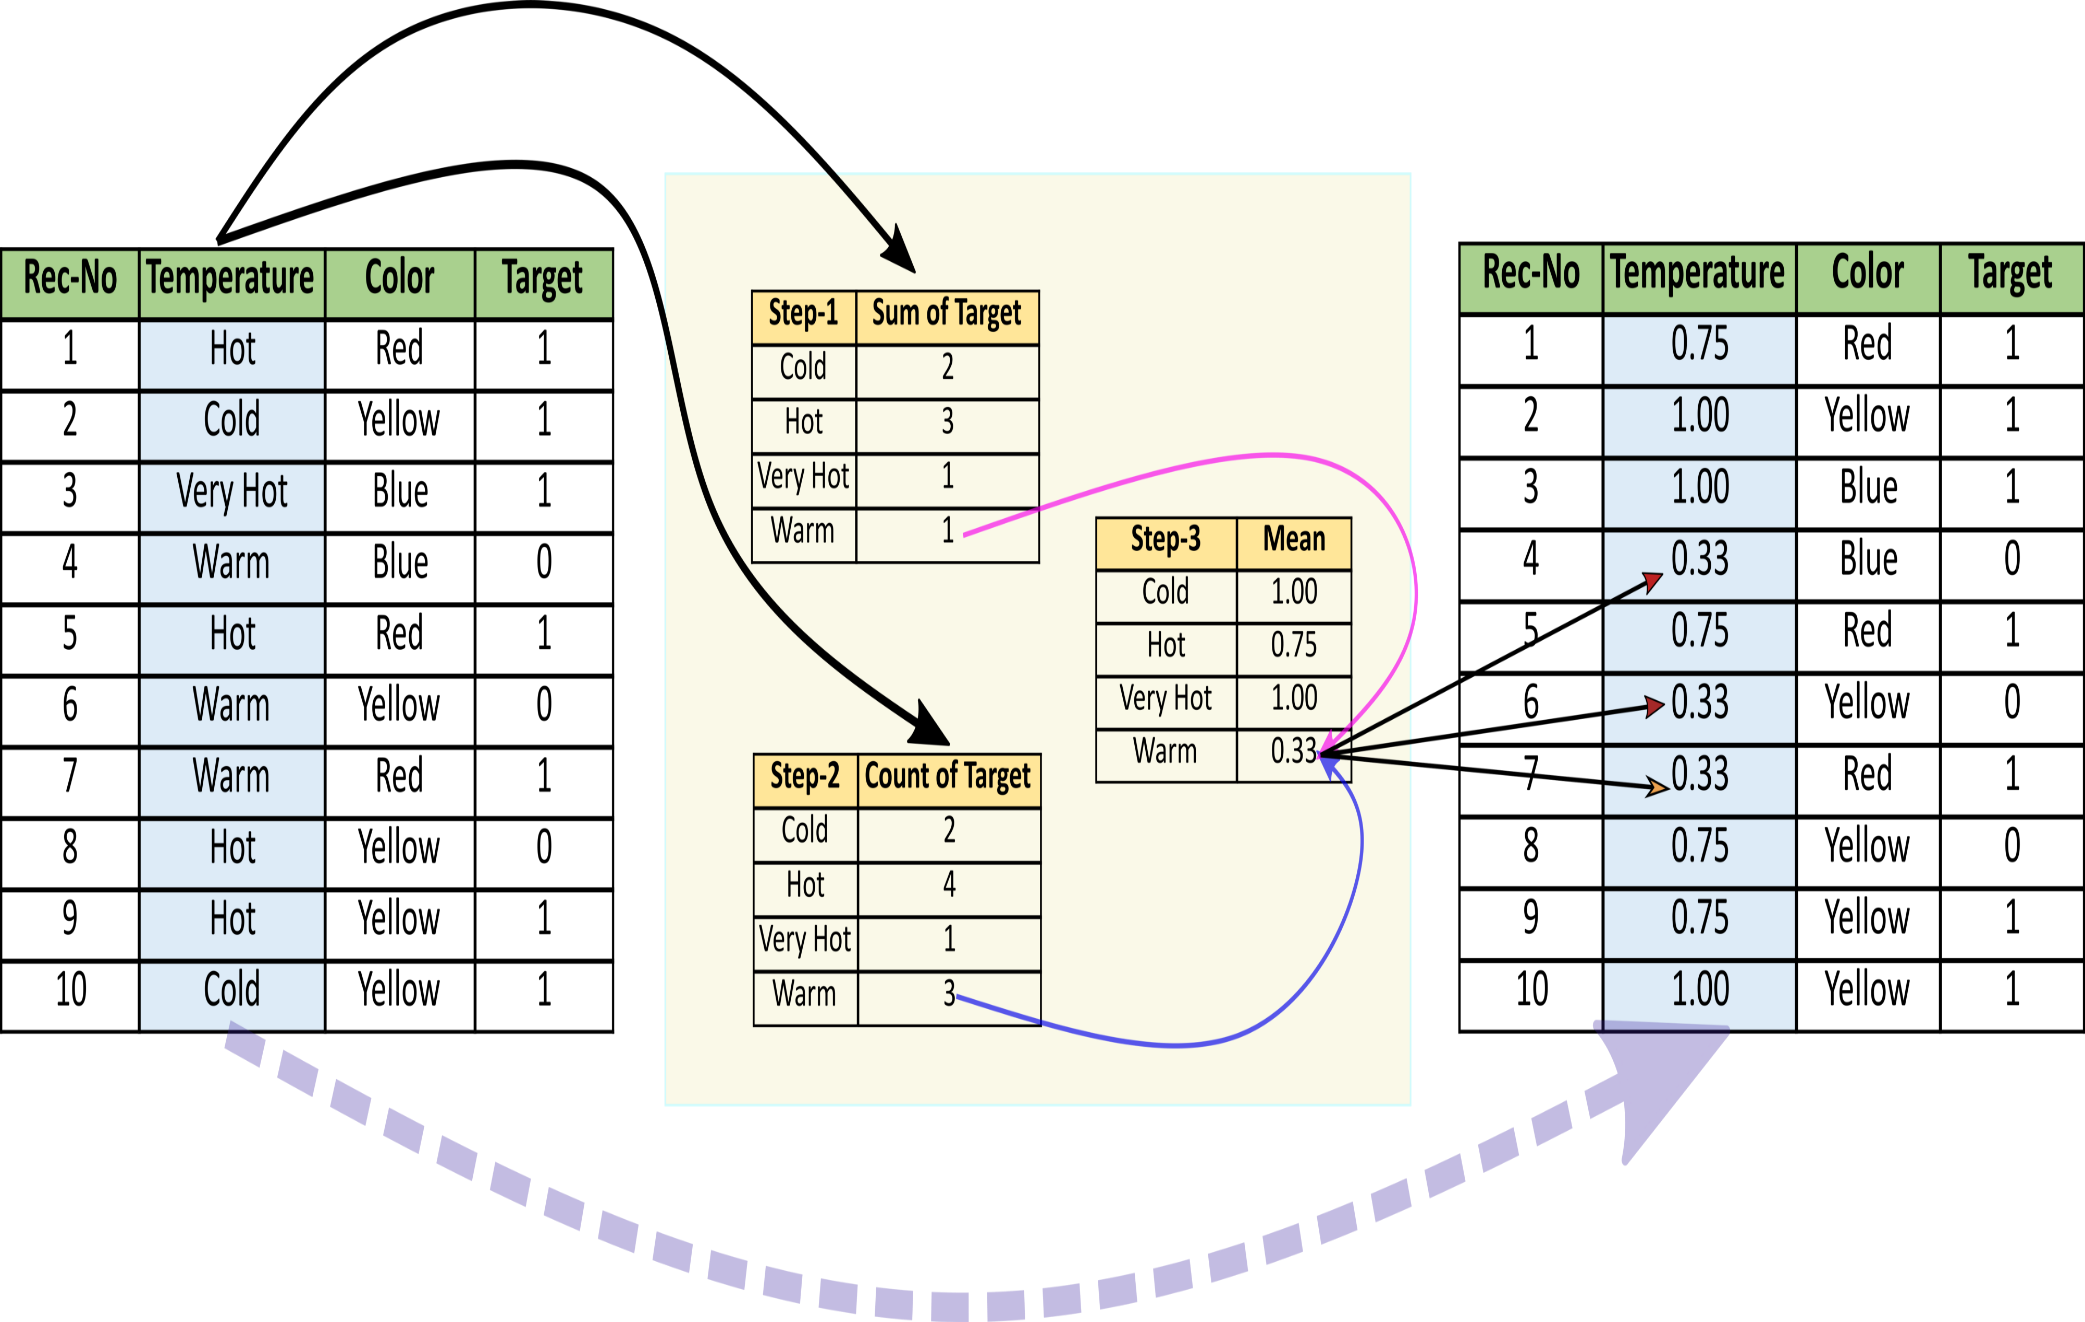 Rec-No Temperature Color Target
1 Hot Red 1
2 Cold Yellow 1
3 Very Hot Blue 1
4 Warm Blue 0
5 Hot Red 1
6 Warm Yellow 0
7 Warm Red 1
8 Hot Yellow 0
9 Hot Yellow 1
10 Cold Yellow 1
Step-1 Sum of Target
Cold 2
Hot 3
Very Hot 1
Warm 1
Step-2 Count of Target
Cold 2
Hot 4
Very Hot 1
Warm 3
Step-3 Mean
Cold 1.00
Hot 0.75
Very Hot 1.00
Warm 0.33
Rec-No Temperature Color Target
1 0.75 Red 1
2 1.00 Yellow 1
3 1.00 Blue 1
4 0.33 Blue 0
5 0.75 Red 1
6 0.33 Yellow 0
7 0.33 Red 1
8 0.75 Yellow 0
9 0.75 Yellow 1
10 1.00 Yellow 1